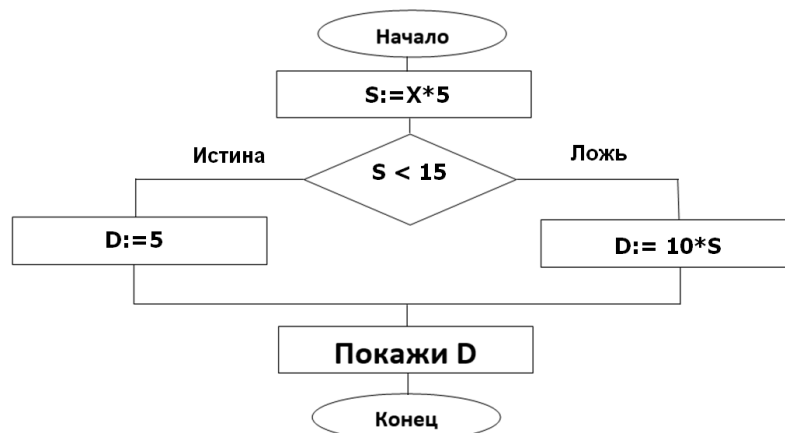 Начало
S:=X*5
Истина
S < 15
Ложь
D:=5
D:= 10*S
Покажи D
Конец